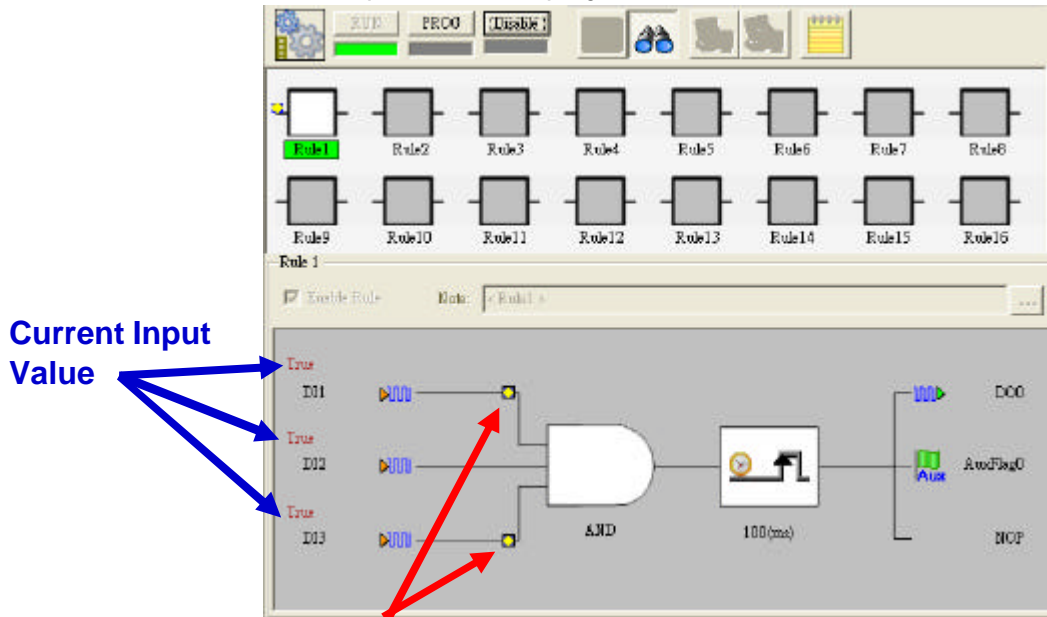 RUN PROG (Disable)
Rule1 Rule2 Rule3 Rule4 Rule5 Rule6 Rule7 Rule8
Rule9 Rule10 Rule11 Rule12 Rule13 Rule14 Rule15 Rule16
Rule 1
Enable Rule Note: < Rule1 > ...
Current Input
Value
True
DI1 DO0
True
DI2 Aux AuxFlag0
True
DI3 AND 100(ms) NOP